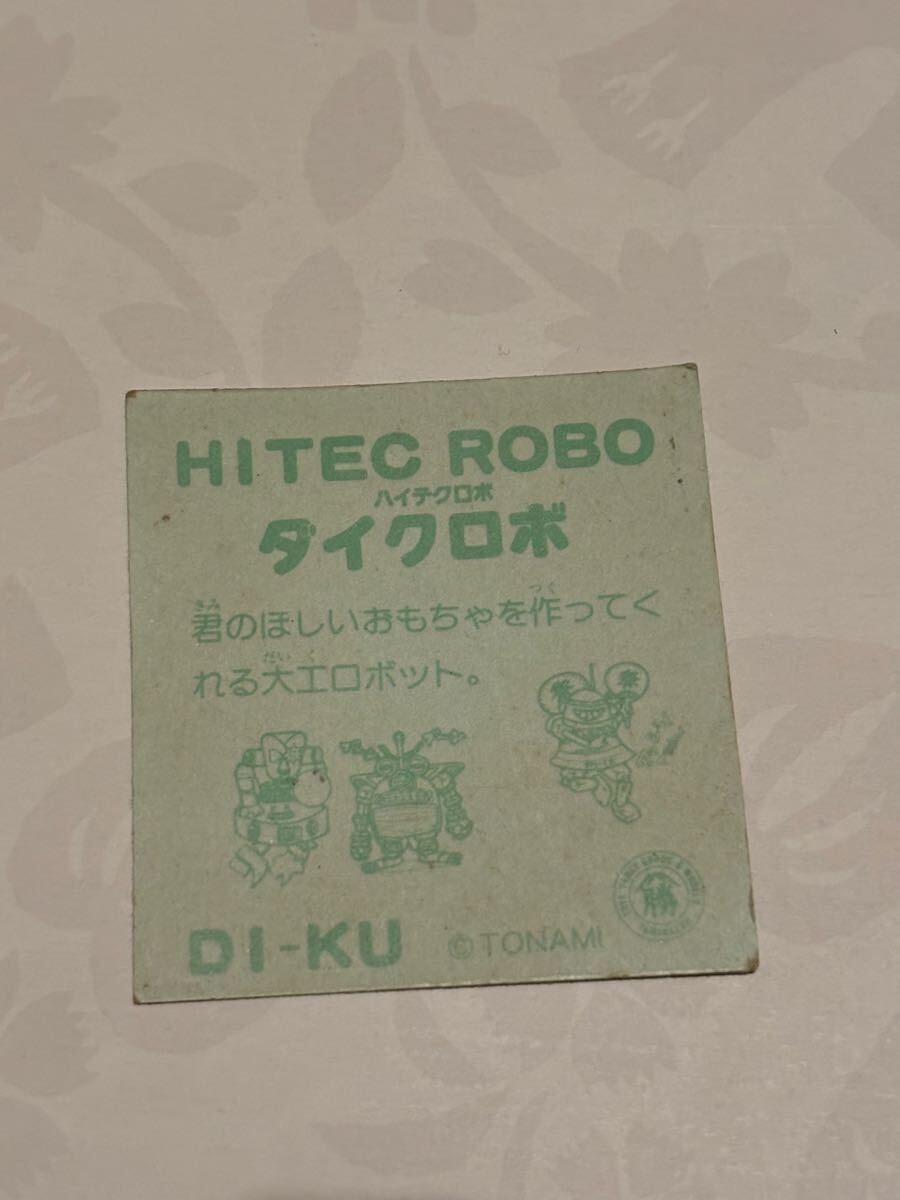 HITEC ROBO
ハイテクロボ
ダイクロボ
君のほしいおもちゃを作ってく
れる大工ロボット。
DI-KU
©TONAMI
勝